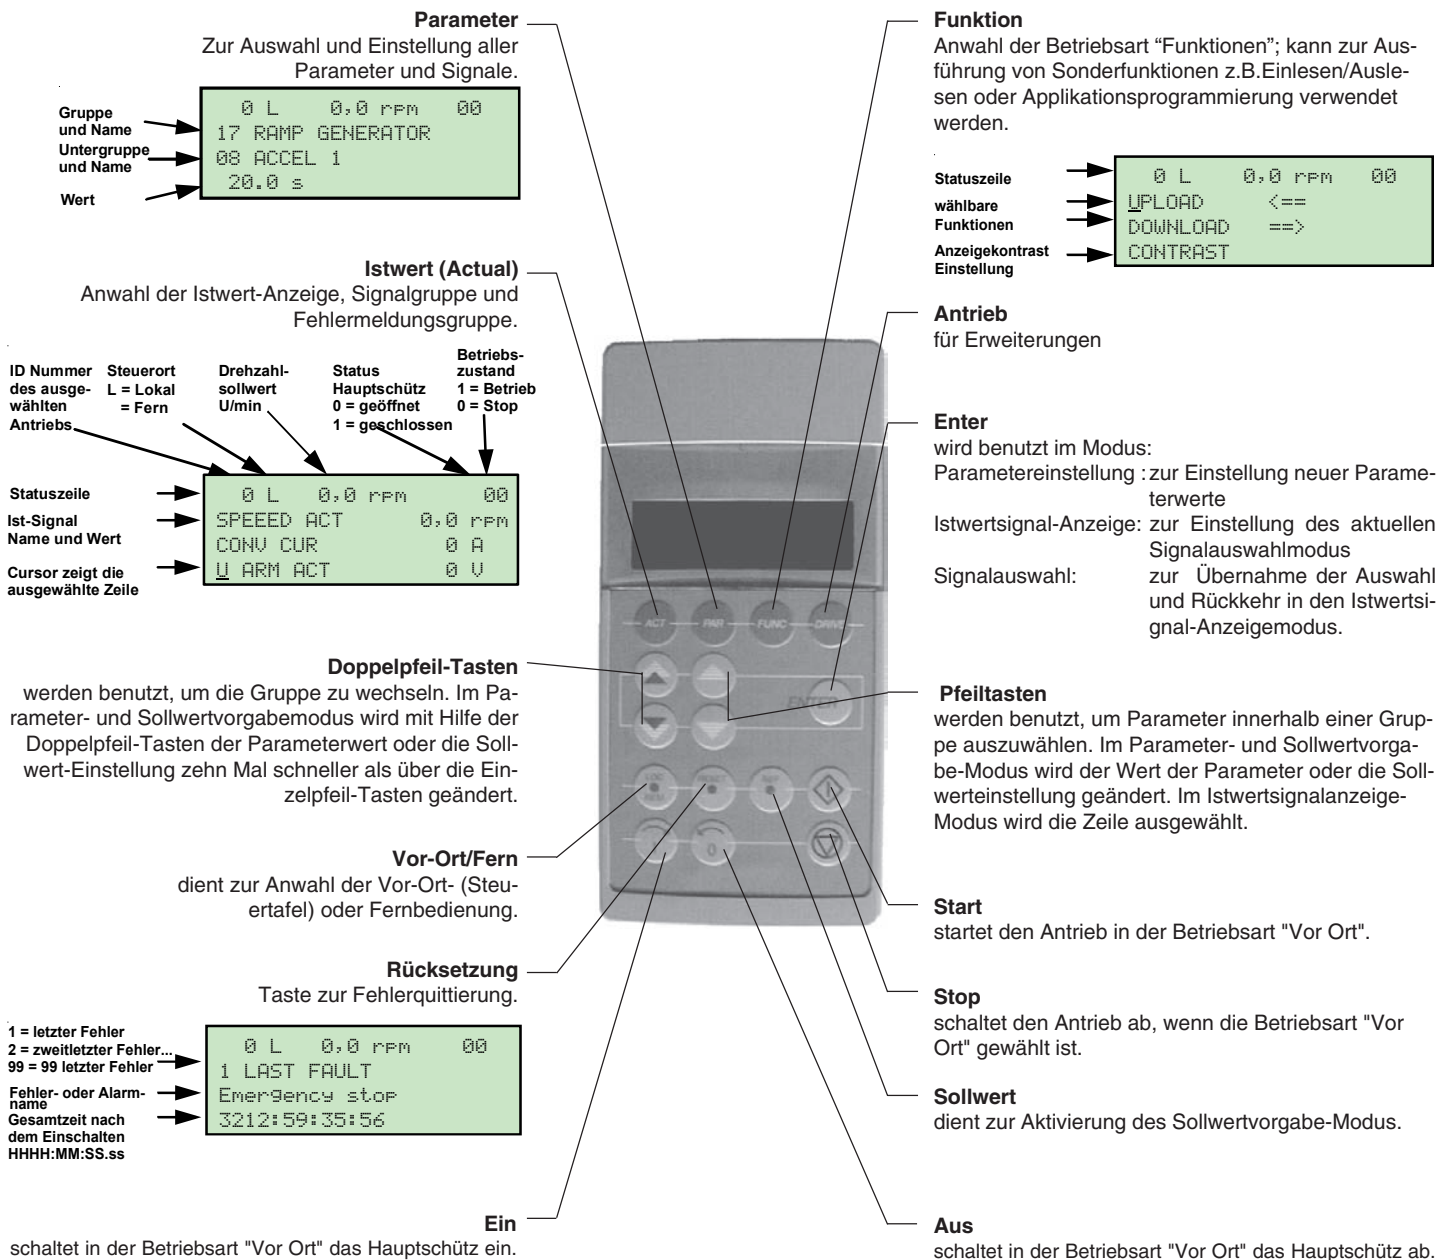 Parameter
Zur Auswahl und Einstellung aller
Parameter und Signale.
Gruppe
und Name
Untergruppe
und Name
Wert
0 L 0,0 rpm 00
17 RAMP GENERATOR
08 ACCEL 1
20.0 s
Istwert (Actual)
Anwahl der Istwert-Anzeige, Signalgruppe und
Fehlermeldungsgruppe.
ID Nummer
des ausge-
wählten
Antriebs
Steuerort
L = Lokal
= Fern
Drehzahl-
sollwert
U/min
Status
Hauptschütz
0 = geöffnet
1 = geschlossen
Betriebs-
zustand
1 = Betrieb
0 = Stop
Statuszeile
Ist-Signal
Name und Wert
Cursor zeigt die
ausgewählte Zeile
0 L 0,0 rpm 00
SPEEED ACT 0,0 rpm
CONV CUR 0 A
U ARM ACT 0 V
Doppelpfeil-Tasten
werden benutzt, um die Gruppe zu wechseln. Im Pa-
rameter- und Sollwertvorgabemodus wird mit Hilfe der
Doppelpfeil-Tasten der Parameterwert oder die Soll-
wert-Einstellung zehn Mal schneller als über die Ein-
zelpfeil-Tasten geändert.
Vor-Ort/Fern
dient zur Anwahl der Vor-Ort- (Steu-
ertafel) oder Fernbedienung.
Rücksetzung
Taste zur Fehlerquittierung.
1 = letzter Fehler
2 = zweitletzter Fehler...
99 = 99 letzter Fehler
Fehler- oder Alarm-
name
Gesamtzeit nach
dem Einschalten
HHHH:MM:SS.ss
0 L 0,0 rpm 00
1 LAST FAULT
Emergency stop
3212:59:35:56
Ein
schaltet in der Betriebsart "Vor Ort" das Hauptschütz ein.
ACT PAR FUNC DRIVE
ENTER
LOC
REM
RESET
REF
0
Funktion
Anwahl der Betriebsart “Funktionen”; kann zur Aus-
führung von Sonderfunktionen z.B.Einlesen/Ausle-
sen oder Applikationsprogrammierung verwendet
werden.
Statuszeile
wählbare
Funktionen
Anzeigekontrast
Einstellung
0 L 0,0 rpm 00
UPLOAD <==
DOWNLOAD ==>
CONTRAST
Antrieb
für Erweiterungen
Enter
wird benutzt im Modus:
Parametereinstellung : zur Einstellung neuer Parame-
terwerte
Istwertsignal-Anzeige: zur Einstellung des aktuellen
Signalauswahlmodus
Signalauswahl: zur Übernahme der Auswahl
und Rückkehr in den Istwertsi-
gnal-Anzeigemodus.
Pfeiltasten
werden benutzt, um Parameter innerhalb einer Grup-
pe auszuwählen. Im Parameter- und Sollwertvorga-
be-Modus wird der Wert der Parameter oder die Soll-
werteinstellung geändert. Im Istwertsignalanzeige-
Modus wird die Zeile ausgewählt.
Start
startet den Antrieb in der Betriebsart "Vor Ort".
Stop
schaltet den Antrieb ab, wenn die Betriebsart "Vor
Ort" gewählt ist.
Sollwert
dient zur Aktivierung des Sollwertvorgabe-Modus.
Aus
schaltet in der Betriebsart "Vor Ort" das Hauptschütz ab.